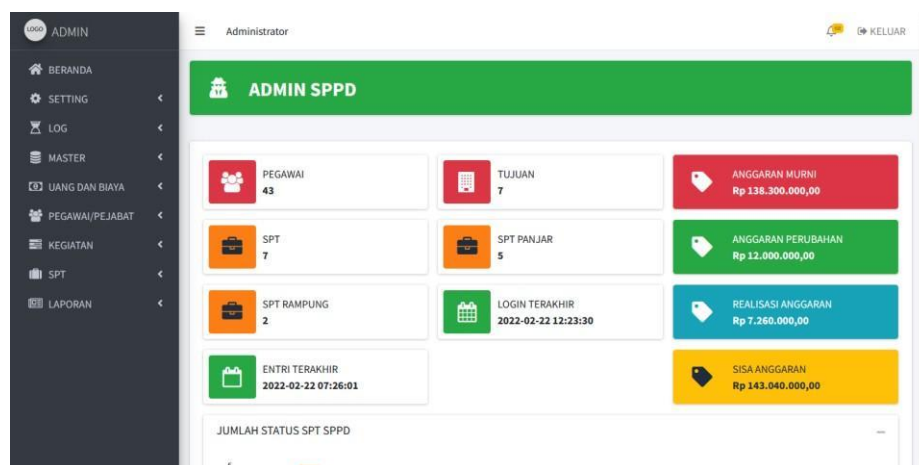 LOGO ADMIN
Administrator
KELUAR
BERANDA
SETTING
LOG
MASTER
UANG DAN BIAYA
PEGAWAI/PEJABAT
KEGIATAN
SPT
LAPORAN
ADMIN SPPD
PEGAWAI
43
TUJUAN
7
ANGGARAN MURNI
Rp 138.300.000,00
SPT
7
SPT PANJAR
5
ANGGARAN PERUBAHAN
Rp 12.000.000,00
SPT RAMPUNG
2
LOGIN TERAKHIR
2022-02-22 12:23:30
REALISASI ANGGARAN
Rp 7.260.000,00
ENTRI TERAKHIR
2022-02-22 07:26:01
SISA ANGGARAN
Rp 143.040.000,00
JUMLAH STATUS SPT SPPD